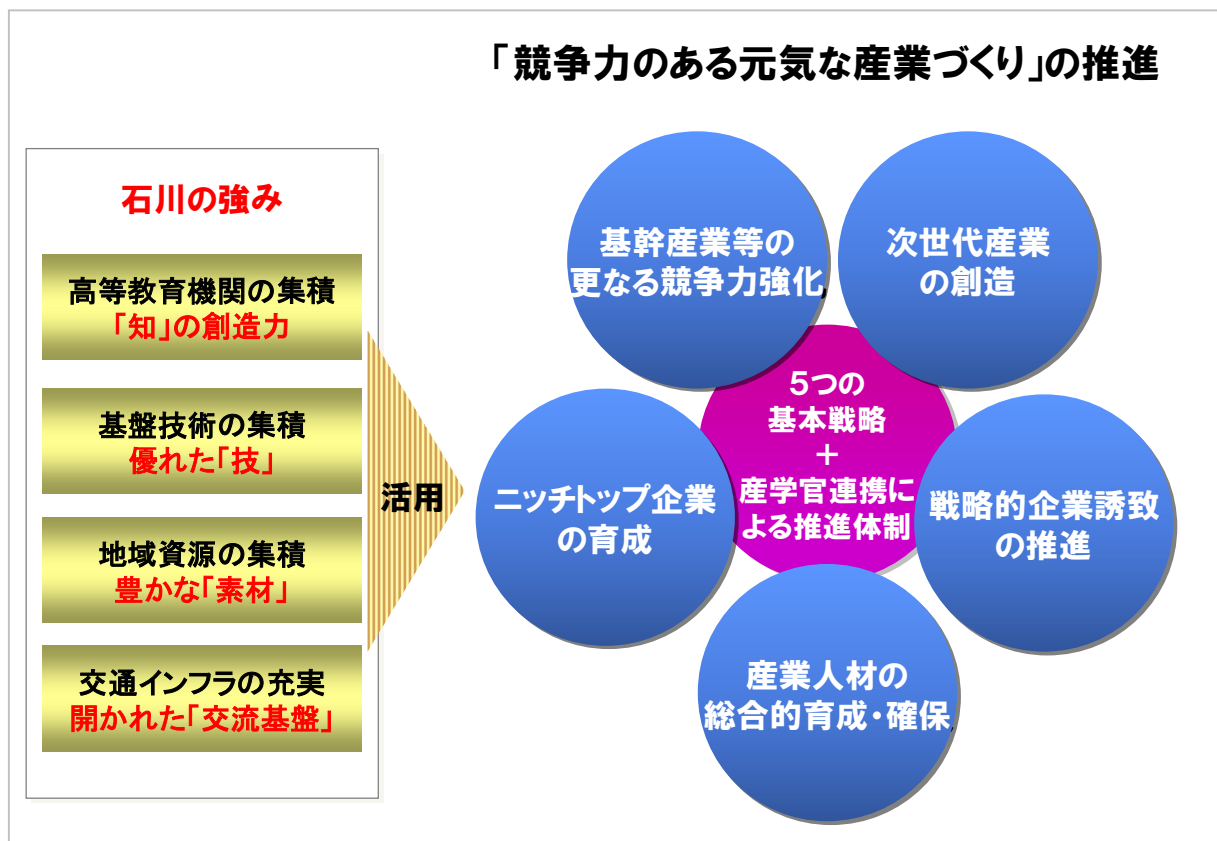 「競争力のある元気な産業づくり」の推進
石川の強み
高等教育機関の集積
「知」の創造力
基盤技術の集積
優れた「技」
地域資源の集積
豊かな「素材」
交通インフラの充実
開かれた「交流基盤」
活用
基幹産業等の
更なる競争力強化
次世代産業
の創造
ニッチトップ企業
の育成
5つの
基本戦略
+
産学官連携に
よる推進体制
戦略的企業誘致
の推進
産業人材の
総合的育成・確保